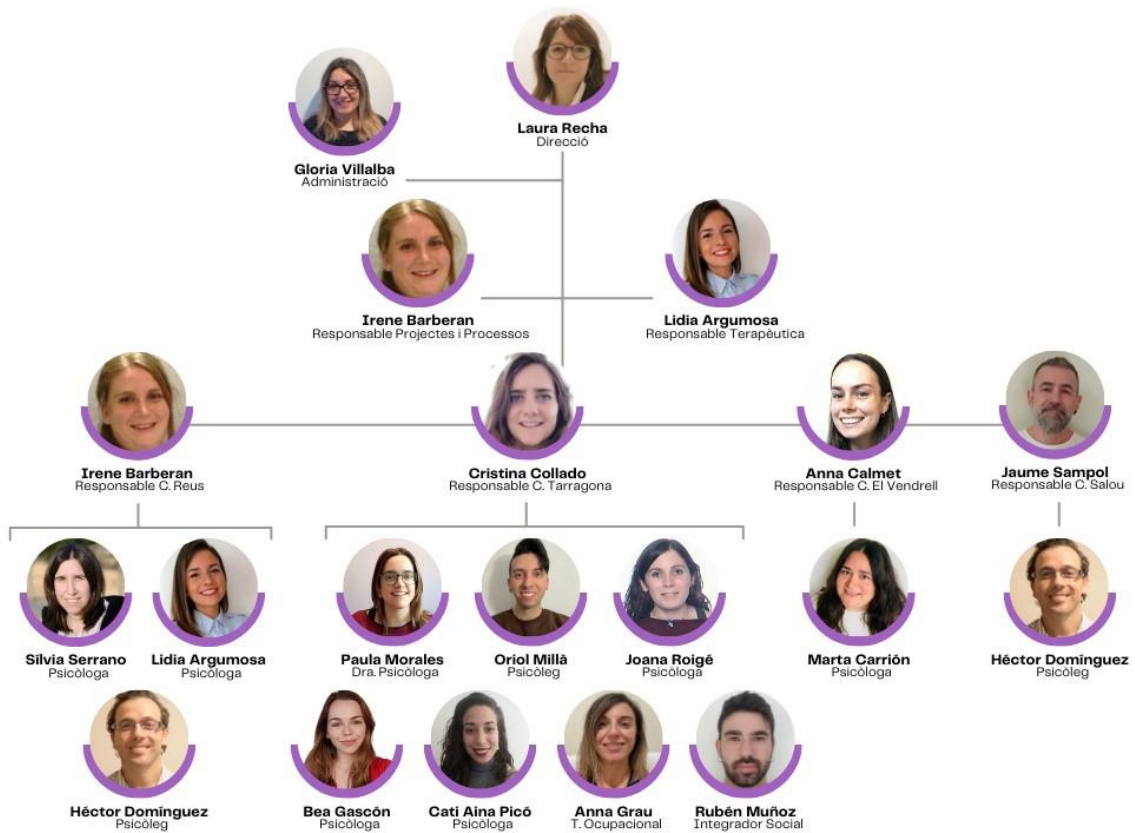 Laura Recha
Direcció
Gloria Villalba
Administració
Irene Barberan
Responsable Projectes i Processos
Lidia Argumosa
Responsable Terapèutica
Irene Barberan
Responsable C. Reus
Cristina Collado
Responsable C. Tarragona
Anna Calmet
Responsable C. El Vendrell
Jaume Sampol
Responsable C. Salou
Sílvia Serrano
Psicòloga
Lidia Argumosa
Psicòloga
Paula Morales
Dra. Psicòloga
Oriol Millà
Psicòleg
Joana Roigé
Psicòloga
Marta Carrión
Psicòloga
Héctor Domínguez
Psicòleg
Héctor Domínguez
Psicòleg
Bea Gascón
Psicòloga
Cati Aina Picó
Psicòloga
Anna Grau
T. Ocupacional
Rubén Muñoz
Integrador Social